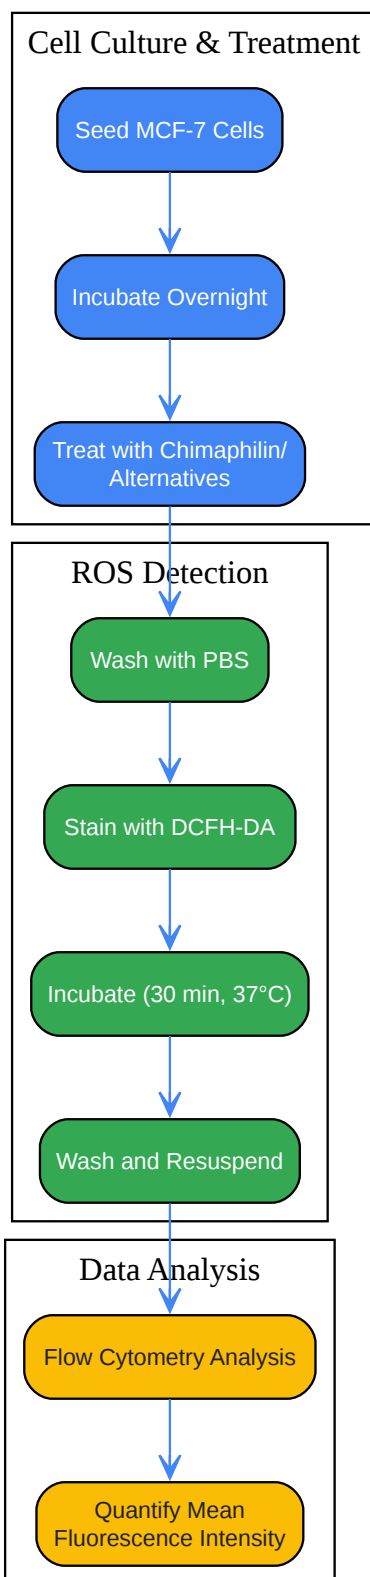 Cell Culture & Treatment
Seed MCF-7 Cells
Incubate Overnight
Treat with Chimaphilin/
Alternatives
ROS Detection
Wash with PBS
Stain with DCFH-DA
Incubate (30 min, 37°C)
Wash and Resuspend
Data Analysis
Flow Cytometry Analysis
Quantify Mean
Fluorescence Intensity